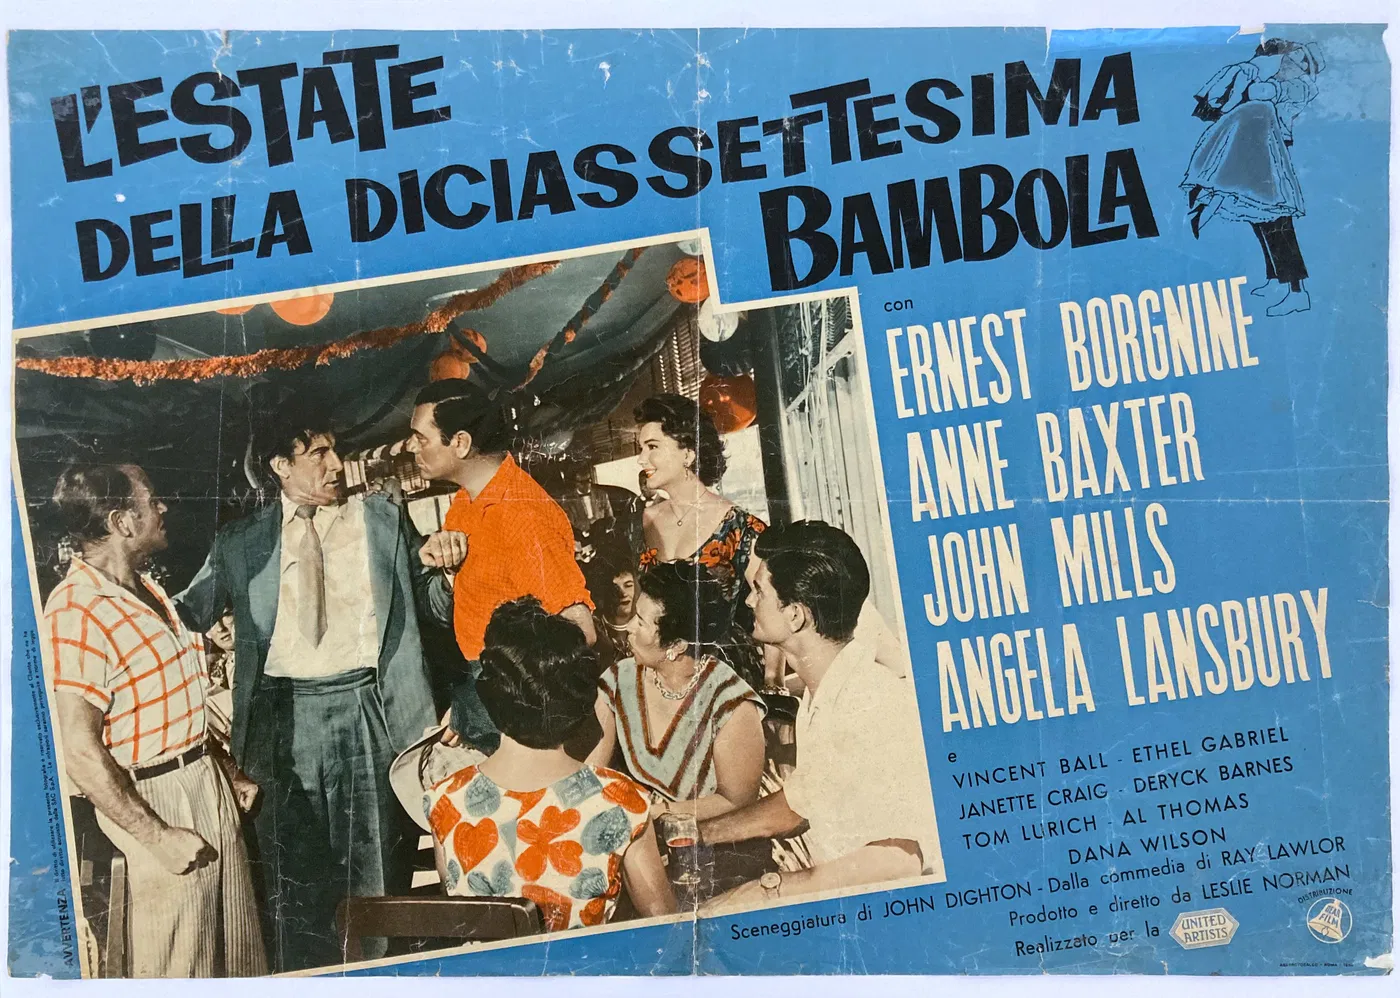 L'ESTATE
DELLA DICIASSETTESIMA
BAMBOLA
con
ERNEST BORGNINE
ANNE BAXTER
JOHN MILLS
ANGELA LANSBURY
e
VINCENT BALL - ETHEL GABRIEL
JANETTE CRAIG - DERYCK BARNES
TOM LURICH - AL THOMAS
DANA WILSON
Sceneggiatura di JOHN DIGHTON - Dalla commedia di RAY LAWLOR
Prodotto e diretto da LESLIE NORMAN
Realizzato per la UNITED ARTISTS
DISTRIBUZIONE
DEAR FILM
AVVERTENZA